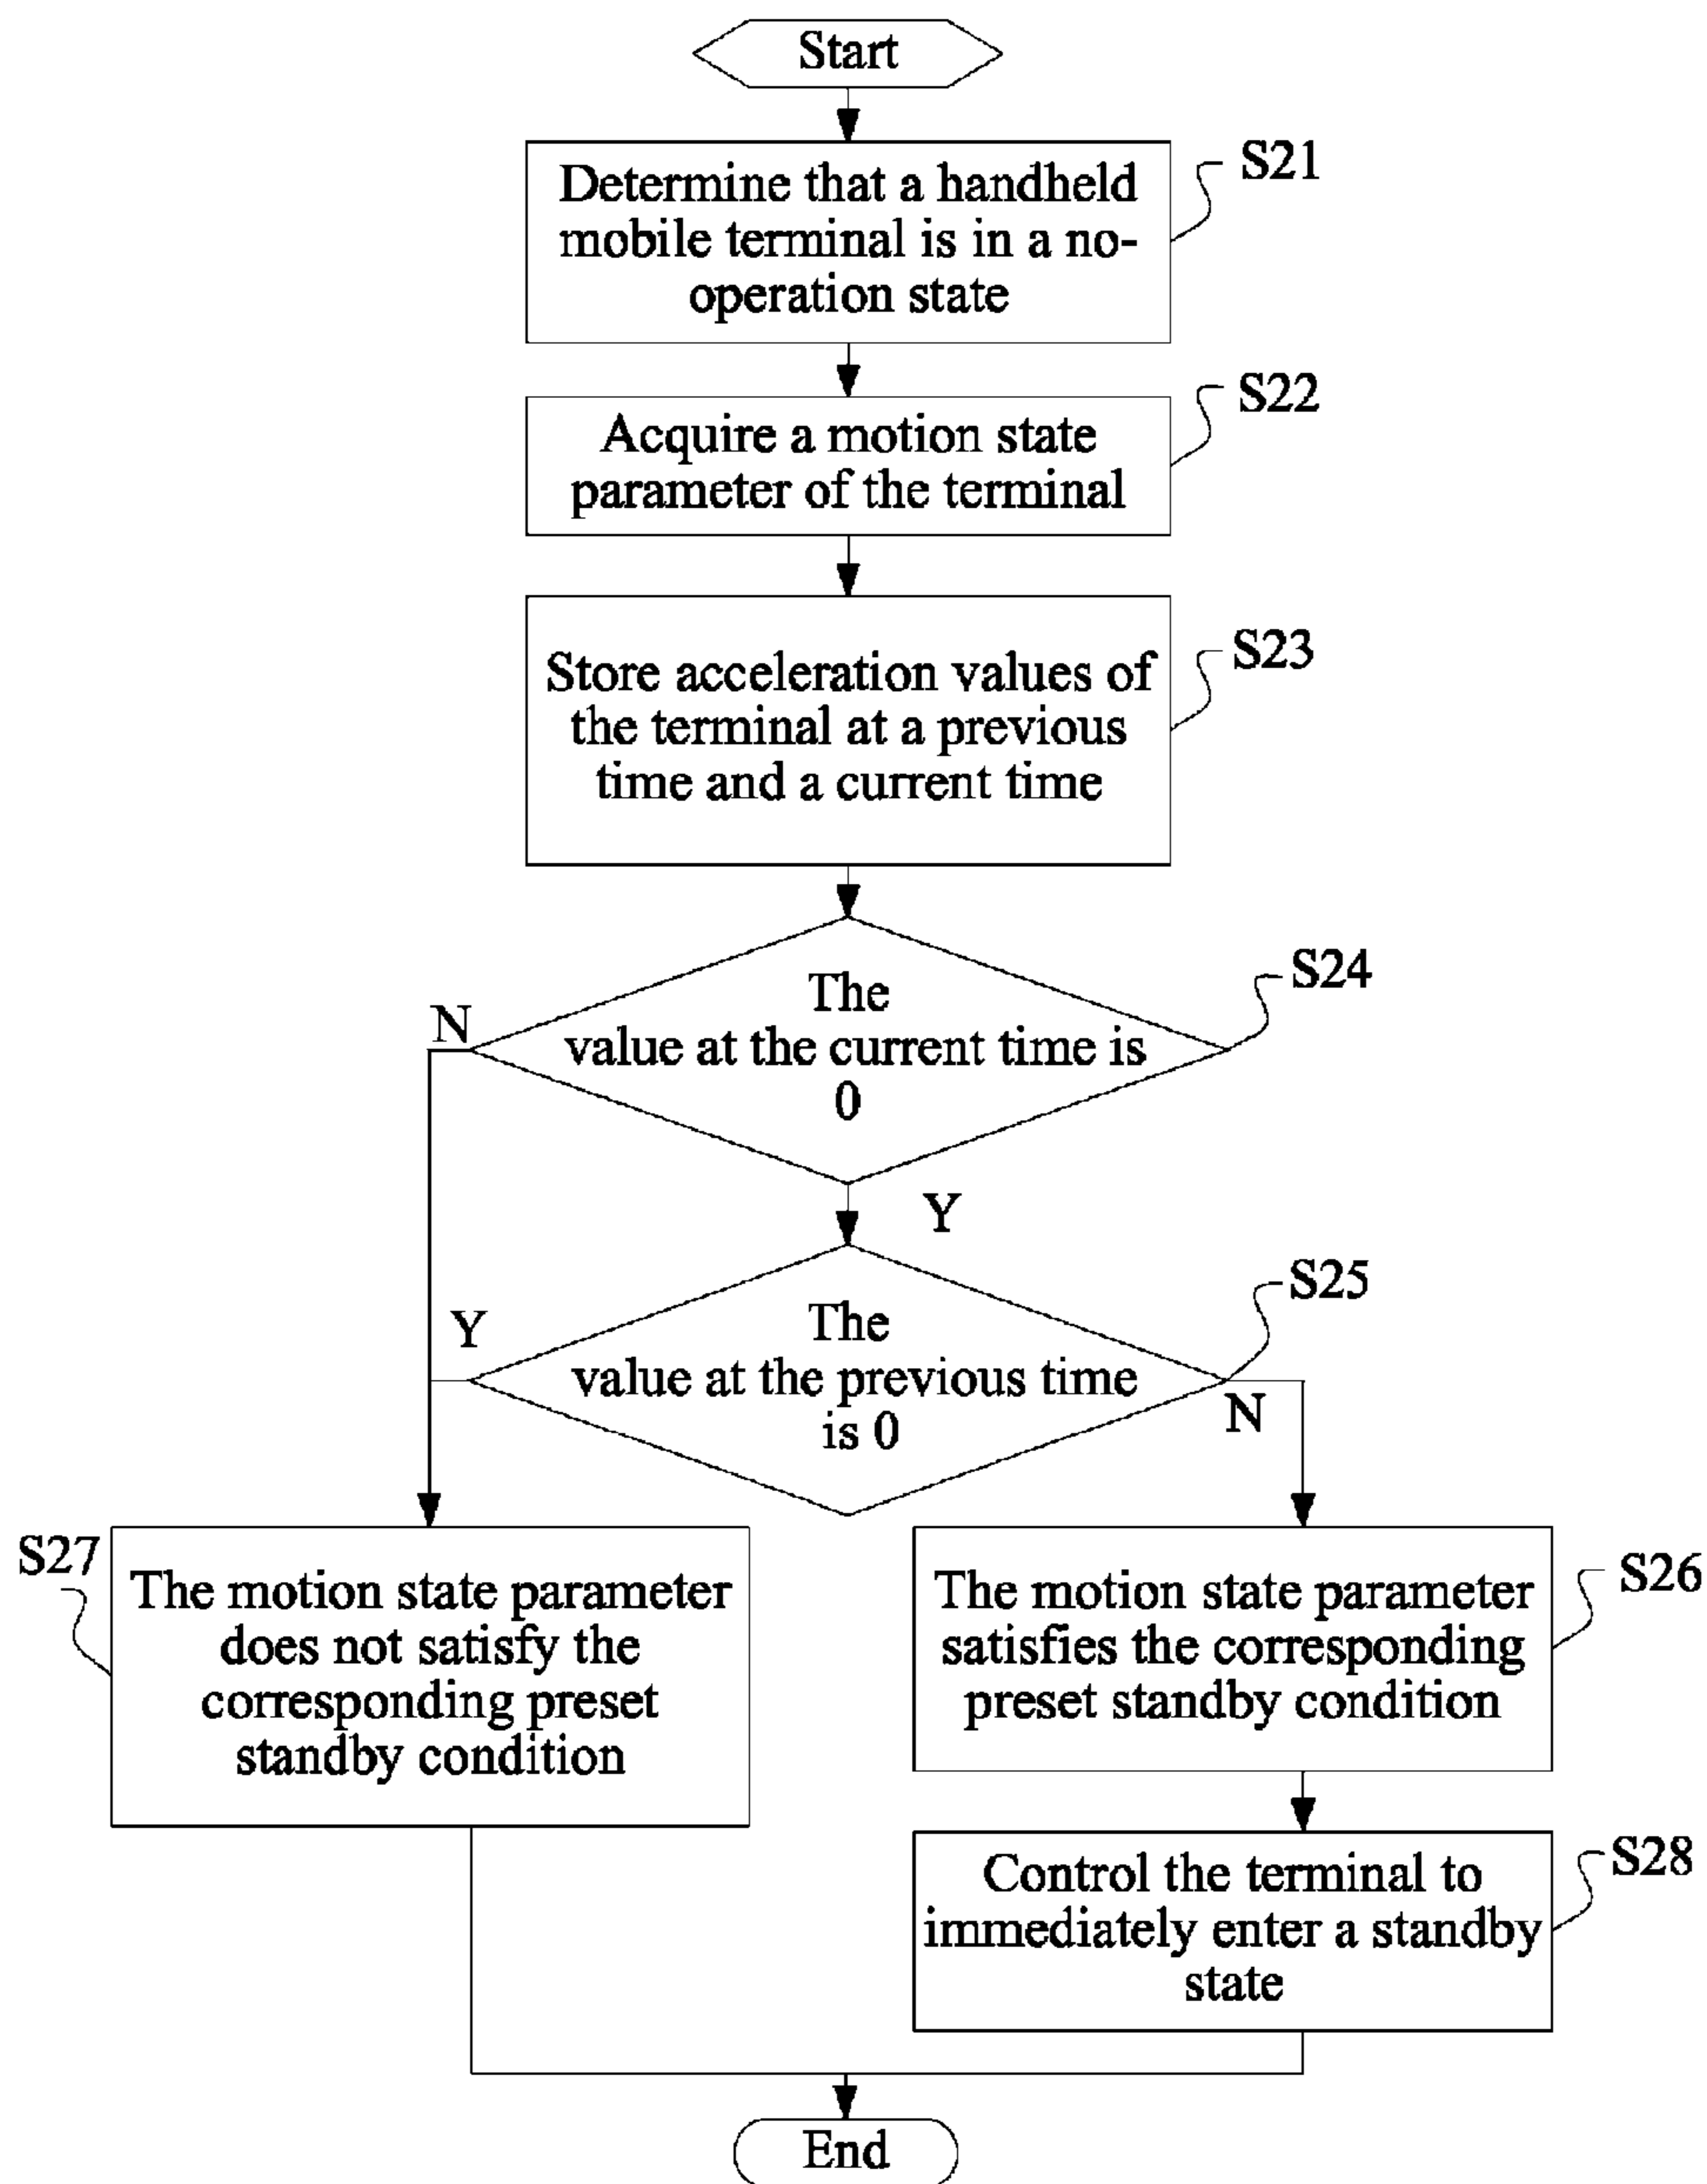 Start
Determine that a handheld
mobile terminal is in a no-
operation state
S21
Acquire a motion state
parameter of the terminal
S22
Store acceleration values of
the terminal at a previous
time and a current time
S23
The
value at the current time is
0
S24
N
Y
The
value at the previous time
is 0
S25
Y
N
S27
The motion state parameter
does not satisfy the
corresponding preset
standby condition
The motion state parameter
satisfies the corresponding
preset standby condition
S26
Control the terminal to
immediately enter a standby
state
S28
End